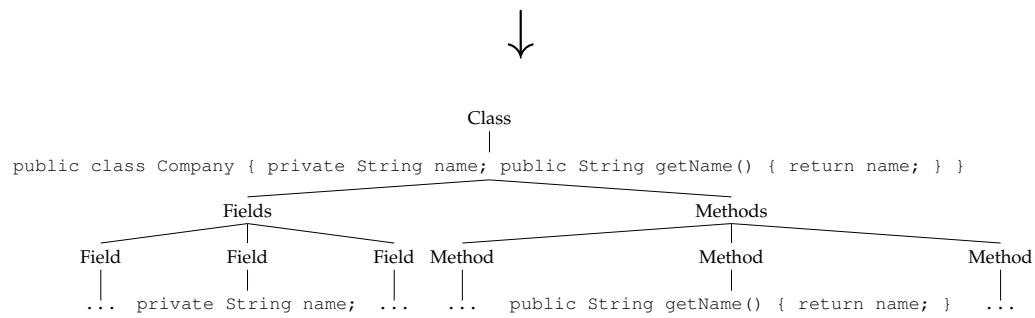 Class
public class Company { private String name; public String getName() { return name; } }
Fields Methods
Field Field Field Method Method Method
... private String name; ... ... public String getName() { return name; } ...